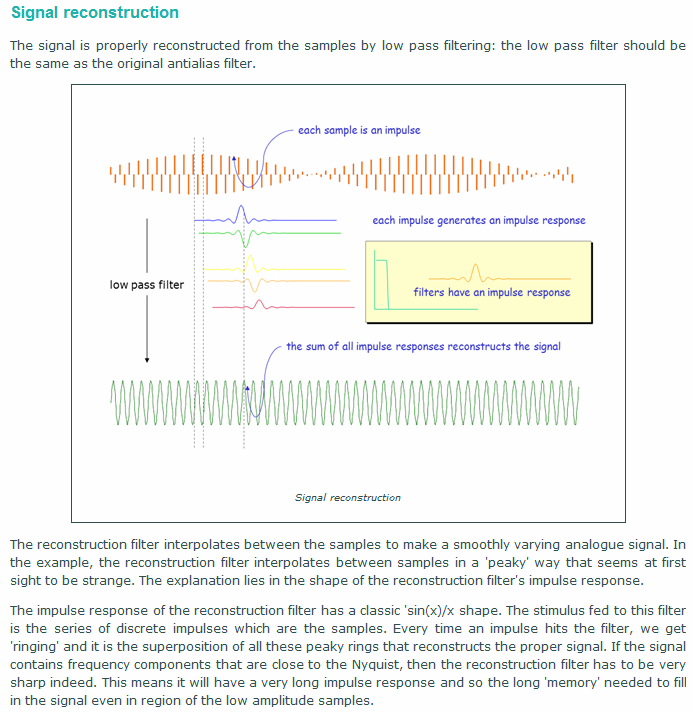 Signal reconstruction
The signal is properly reconstructed from the samples by low pass filtering: the low pass filter should be
the same as the original antialias filter.
each sample is an impulse
each impulse generates an impulse response
low pass filter
filters have an impulse response
the sum of all impulse responses reconstructs the signal
Signal reconstruction
The reconstruction filter interpolates between the samples to make a smoothly varying analogue signal. In
the example, the reconstruction filter interpolates between samples in a 'peaky' way that seems at first
sight to be strange. The explanation lies in the shape of the reconstruction filter's impulse response.
The impulse response of the reconstruction filter has a classic 'sin(x)/x shape. The stimulus fed to this filter
is the series of discrete impulses which are the samples. Every time an impulse hits the filter, we get
'ringing' and it is the superposition of all these peaky rings that reconstructs the proper signal. If the signal
contains frequency components that are close to the Nyquist, then the reconstruction filter has to be very
sharp indeed. This means it will have a very long impulse response and so the long 'memory' needed to fill
in the signal even in region of the low amplitude samples.